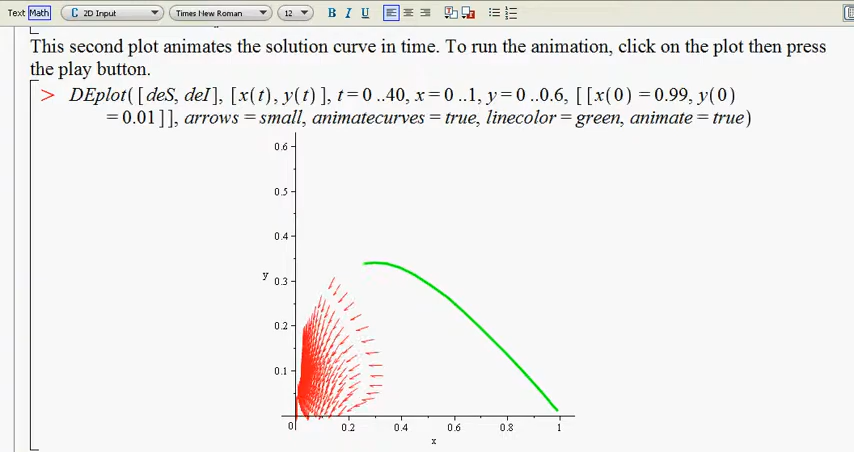 Text Math C 2D Input Times New Roman 12 B I U
This second plot animates the solution curve in time. To run the animation, click on the plot then press
the play button.
> DEplot([deS, deI], [x(t), y(t)], t=0 ..40, x=0 ..1, y=0 ..0.6, [[x(0) =0.99, y(0)
=0.01]], arrows=small, animatecurves=true, linecolor=green, animate=true)
0.6
0.5
0.4
y 0.3
0.2
0.1
0 0.2 0.4 0.6 0.8 1
x